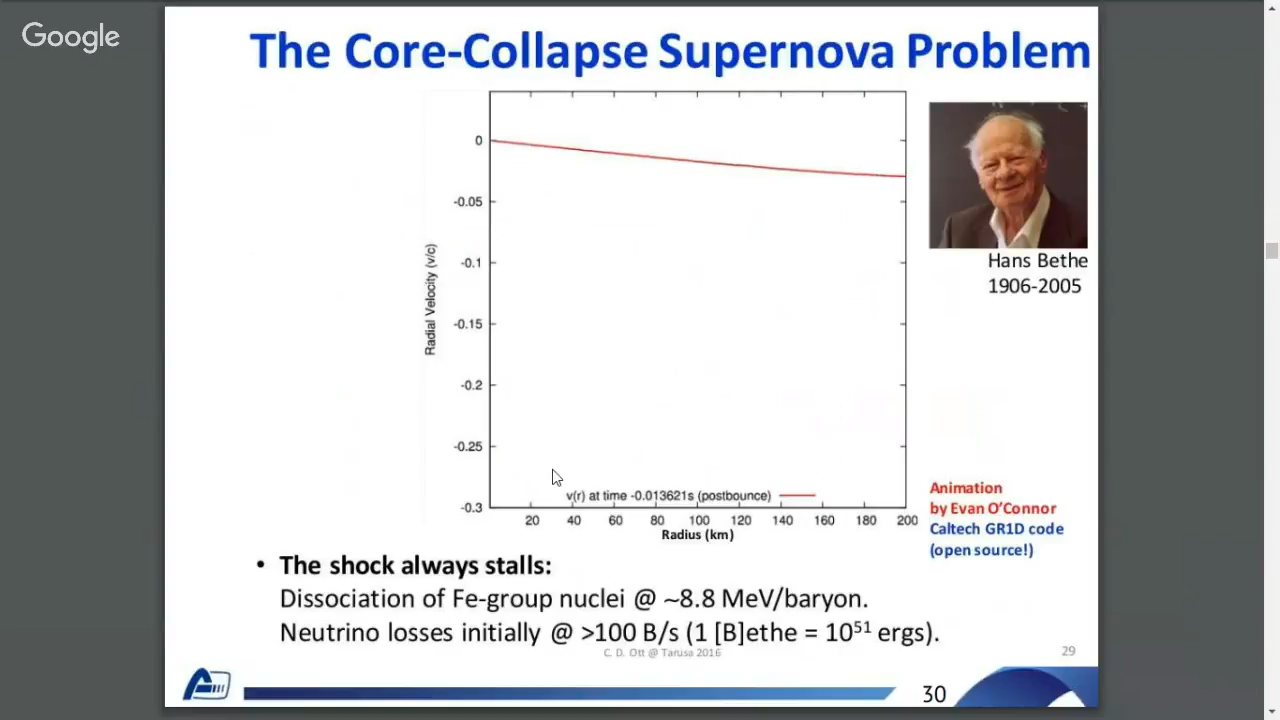 Google
The Core-Collapse Supernova Problem
0
-0.05
-0.1
-0.15
-0.2
-0.25
-0.3
Radial Velocity (v/c)
v(r) at time -0.013621s (postbounce)
20 40 60 80 100 120 140 160 180 200
Radius (km)
Hans Bethe
1906-2005
Animation
by Evan O’Connor
Caltech GR1D code
(open source!)
• The shock always stalls:
Dissociation of Fe-group nuclei @ ~8.8 MeV/baryon.
Neutrino losses initially @ >100 B/s (1 [B]ethe = 10⁵¹ ergs).
C. D. Ott @ Tarusa 2016
29
30